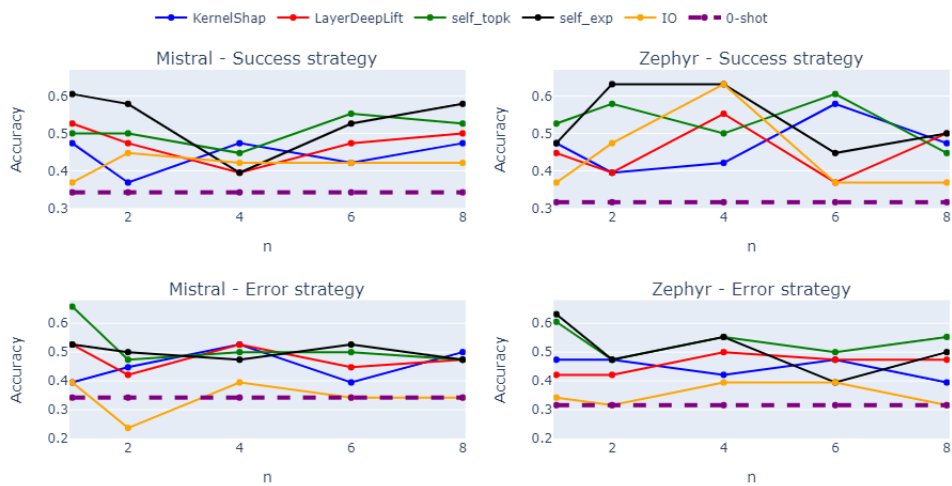 KernelShap LayerDeepLift self_topk self_exp IO 0-shot
Mistral - Success strategy
Accuracy
0.6
0.5
0.4
0.3
2 4 6 8
n
Zephyr - Success strategy
Accuracy
0.6
0.5
0.4
0.3
2 4 6 8
n
Mistral - Error strategy
Accuracy
0.6
0.5
0.4
0.3
0.2
2 4 6 8
n
Zephyr - Error strategy
Accuracy
0.6
0.5
0.4
0.3
0.2
2 4 6 8
n